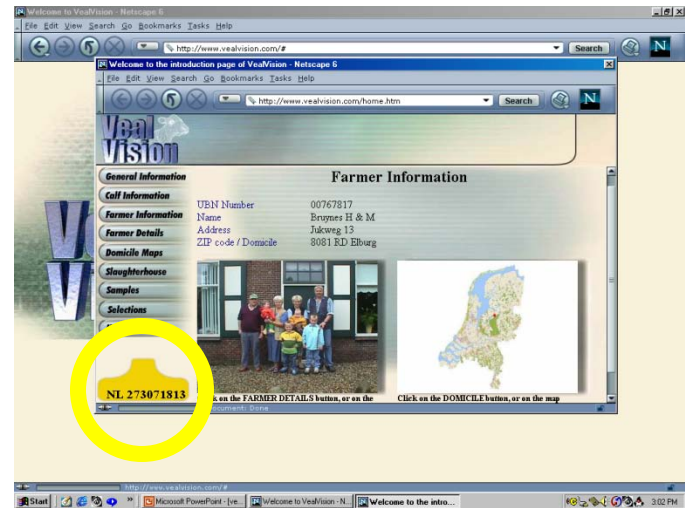 Welcome to VealVision - Netscape 6
File Edit View Search Go Bookmarks Tasks Help
http://www.vealvision.com/#
Search
N
Welcome to the introduction page of VealVision - Netscape 6
File Edit View Search Go Bookmarks Tasks Help
http://www.vealvision.com/home.htm
Search
N
Veal
Vision
General Information
Calf Information
Farmer Information
Farmer Details
Domicile Maps
Slaughterhouse
Samples
Selections
Farmer Information
UBN Number 00767817
Name Bruynes H & M
Address Jukweg 13
ZIP code / Domicile 8081 RD Elburg
NL 273071813
on the FARMER DETAILS button, or on the
Click on the DOMICILE button, or on the map
Document: Done
http://www.vealvision.com/#
Start
Microsoft PowerPoint - [ve...
Welcome to VealVision - N...
Welcome to the intro...
3:02 PM